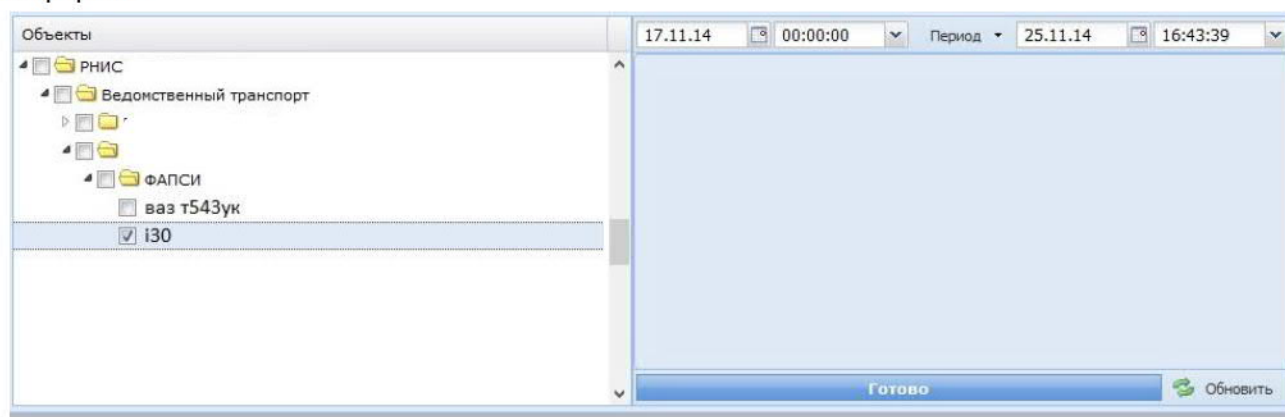 Объекты
17.11.14 00:00:00 Период 25.11.14 16:43:39
РНИС
Ведомственный транспорт
ФАПСИ
ваз т543ук
i30
Готово Обновить